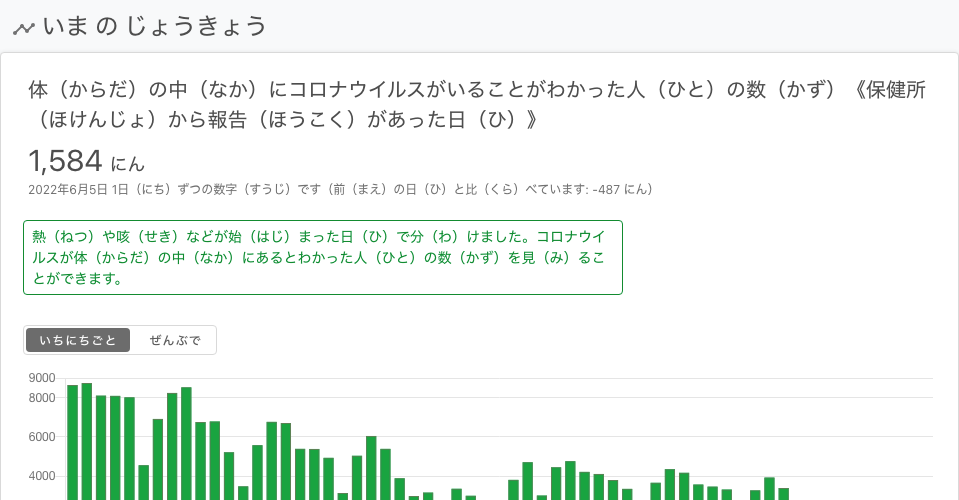 いま の じょうきょう
体（からだ）の中（なか）にコロナウイルスがいることがわかった人（ひと）の数（かず）《保健所
（ほけんじょ）から報告（ほうこく）があった日（ひ）》
1,584 にん
2022年6月5日 1日（にち）ずつの数字（すうじ）です（前（まえ）の日（ひ）と比（くら）べています: -487 にん）
熱（ねつ）や咳（せき）などが始（はじ）まった日（ひ）で分（わ）けました。コロナウイ
ルスが体（からだ）の中（なか）にあるとわかった人（ひと）の数（かず）を見（み）るこ
とができます。
いちにちごと ぜんぶで
9000
8000
6000
4000